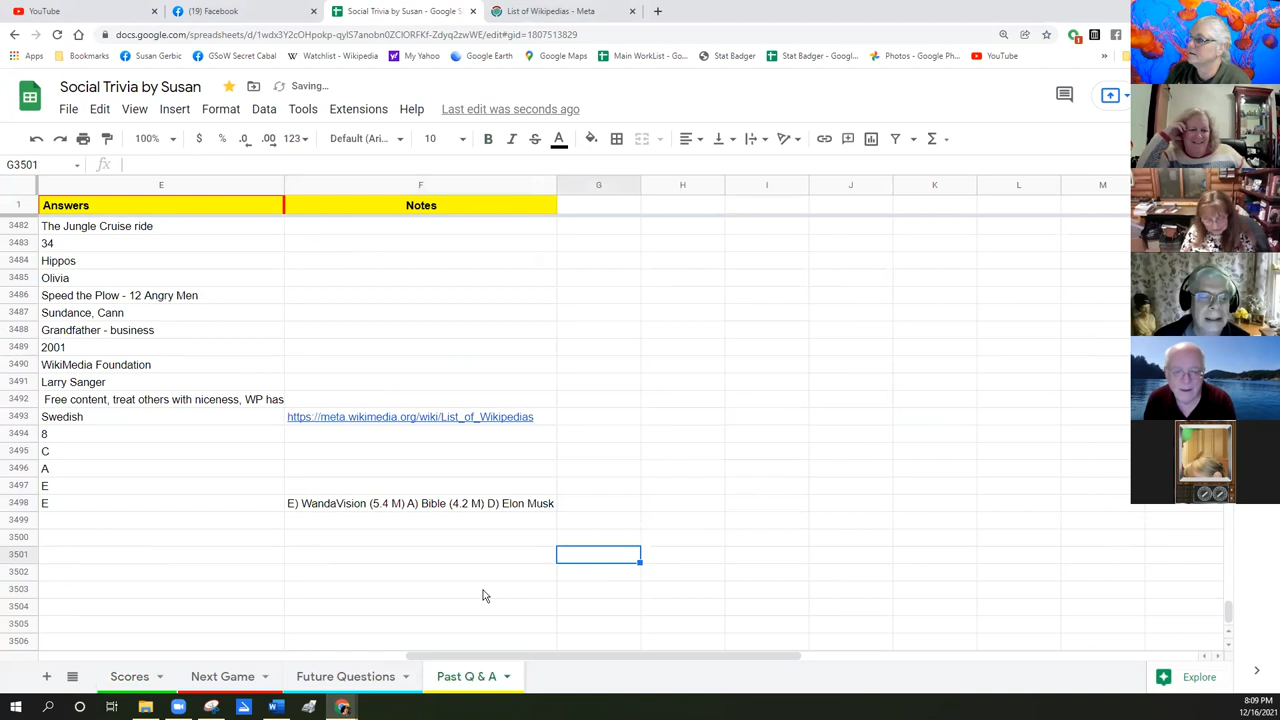 YouTube
(19) Facebook
Social Trivia by Susan - Google S
List of Wikipedias - Meta
docs.google.com/spreadsheets/d/1wdx3Y2cOHpokp-qyIS7anobn0ZCIORFKf-ZdyqZzwWE/edit#gid=1807513829
Apps Bookmarks Susan Gerbic GSoW Secret Cabal Watchlist - Wikipedia My Yahoo Google Earth Google Maps Main WorkList - Go... Stat Badger Stat Badger - Googl... Photos - Google Ph... YouTube
Social Trivia by Susan Saving...
File Edit View Insert Format Data Tools Extensions Help Last edit was seconds ago
100% $ % .0 .00 123 Default (Ari... 10 B I S A
G3501 fx
E F G H I J K L M
1 Answers Notes
3482 The Jungle Cruise ride
3483 34
3484 Hippos
3485 Olivia
3486 Speed the Plow - 12 Angry Men
3487 Sundance, Cann
3488 Grandfather - business
3489 2001
3490 WikiMedia Foundation
3491 Larry Sanger
3492 Free content, treat others with niceness, WP has
3493 Swedish https://meta.wikimedia.org/wiki/List_of_Wikipedias
3494 8
3495 C
3496 A
3497 E
3498 E E) WandaVision (5.4 M) A) Bible (4.2 M) D) Elon Musk
3499
3500
3501
3502
3503
3504
3505
3506
Scores Next Game Future Questions Past Q & A Explore
8:09 PM
12/16/2021